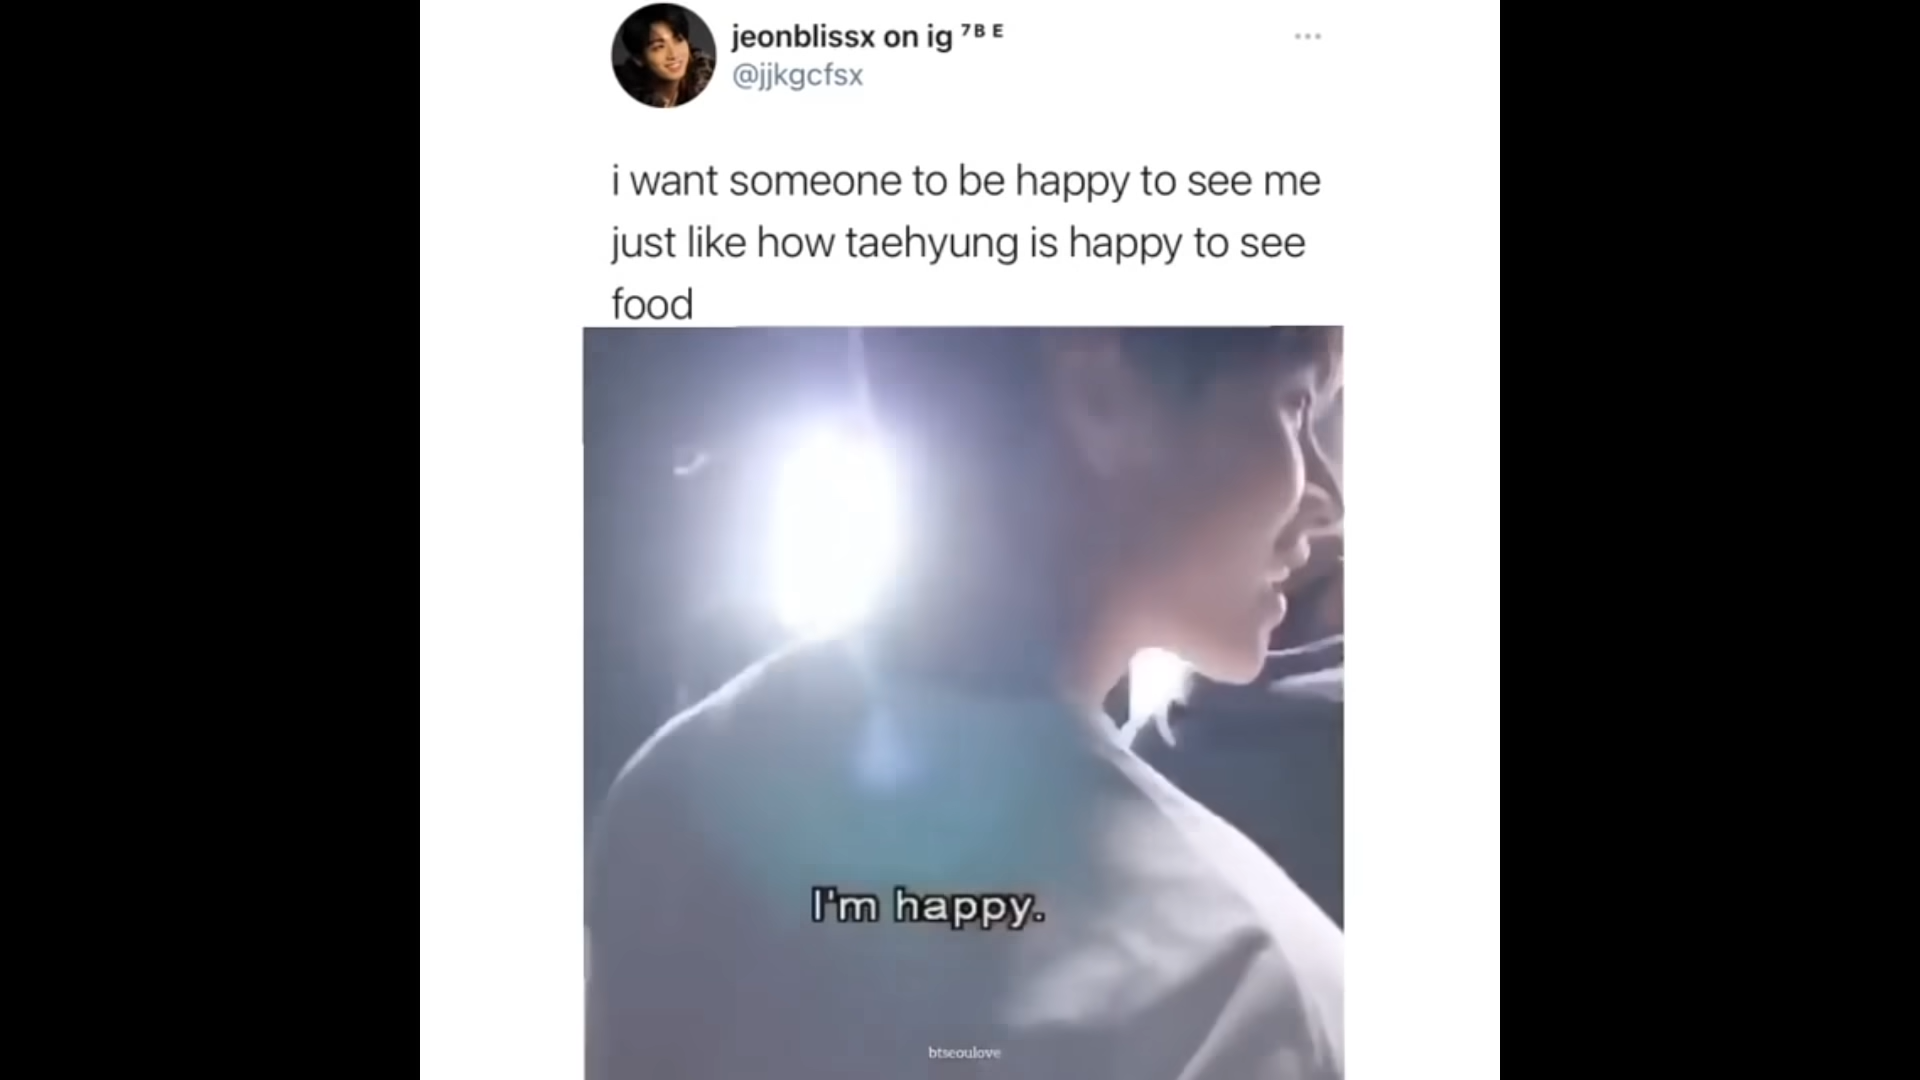 jeonblissx on ig ⁷ᴮ ᴱ
@jjkgcfsx
i want someone to be happy to see me
just like how taehyung is happy to see
food
I'm happy.
btseoulove